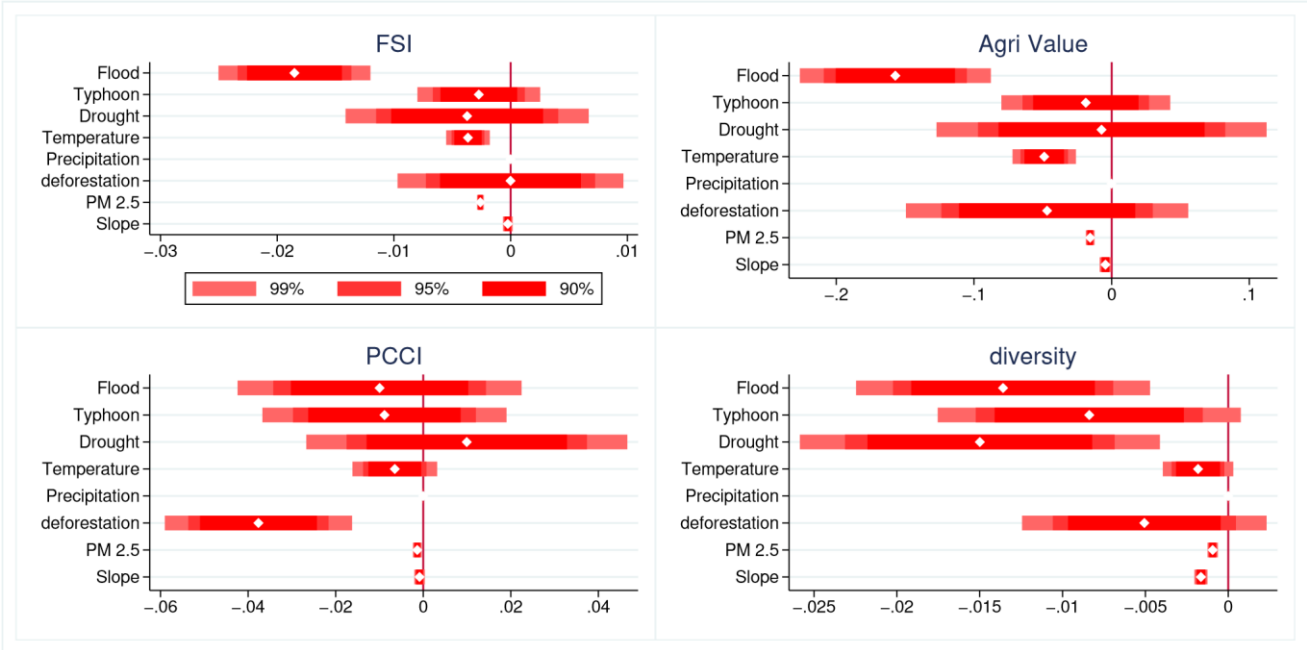 FSI
Flood
Typhoon
Drought
Temperature
Precipitation
deforestation
PM 2.5
Slope
−.03 −.02 −.01 0 .01
99% 95% 90%
Agri Value
Flood
Typhoon
Drought
Temperature
Precipitation
deforestation
PM 2.5
Slope
−.2 −.1 0 .1
PCCI
Flood
Typhoon
Drought
Temperature
Precipitation
deforestation
PM 2.5
Slope
−.06 −.04 −.02 0 .02 .04
diversity
Flood
Typhoon
Drought
Temperature
Precipitation
deforestation
PM 2.5
Slope
−.025 −.02 −.015 −.01 −.005 0